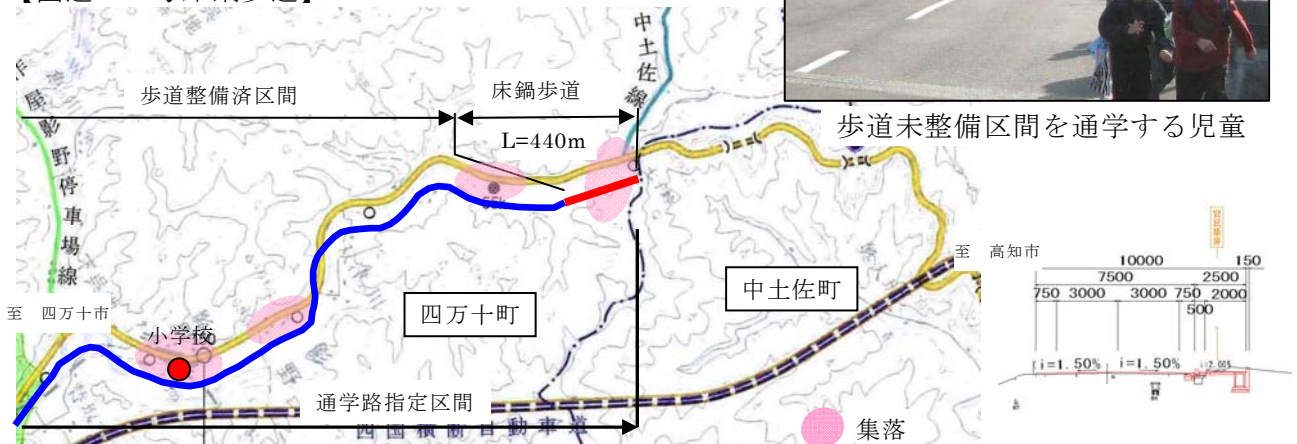 中土佐線
屋影野停車場線
歩道整備済区間
床鍋歩道
L=440m
歩道未整備区間を通学する児童
至 高知市
10000 150
7500 2500
750 3000 3000 750 2000
500
i=1.50% i=1.50% i=2.00%
中土佐町
四万十町
至 四万十市
小学校
通学路指定区間
四国横断自動車道
集落